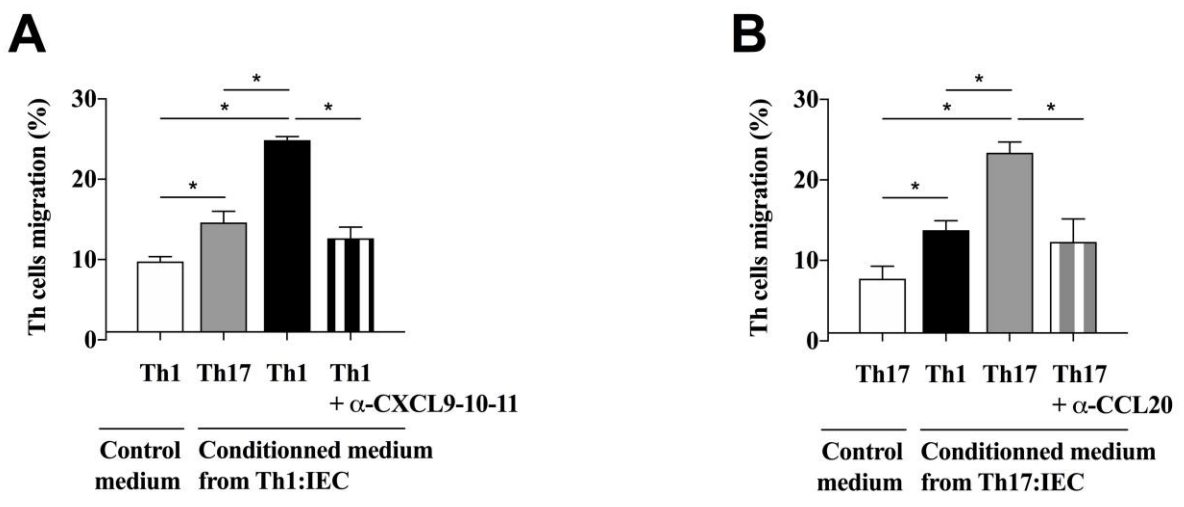 A
Th cells migration (%)
30
20
10
0
*
*
*
*
Th1 Th17 Th1 Th1
+ α-CXCL9-10-11
Control Conditionned medium
medium from Th1:IEC
B
Th cells migration (%)
30
20
10
0
*
*
*
*
Th17 Th1 Th17 Th17
+ α-CCL20
Control Conditionned medium
medium from Th17:IEC